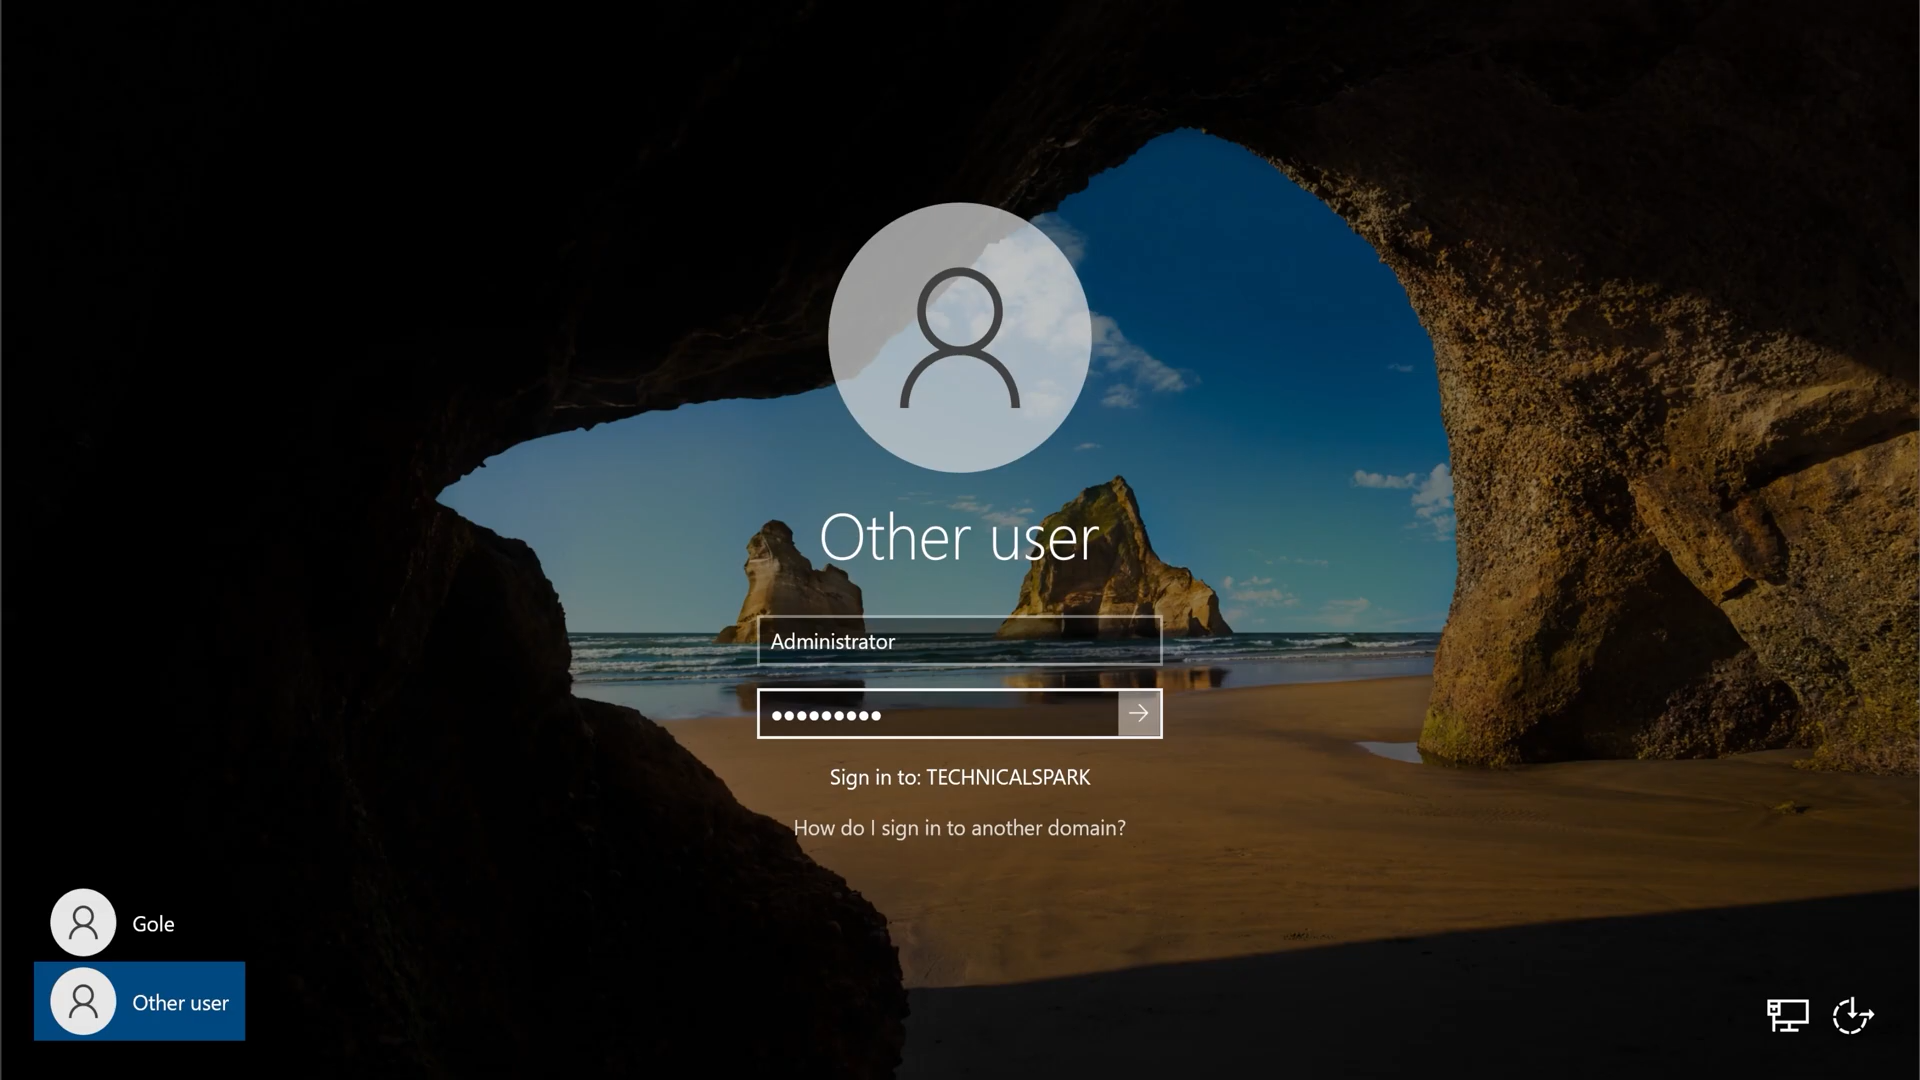 Other user
Administrator
Sign in to: TECHNICALSPARK
How do I sign in to another domain?
Gole
Other user